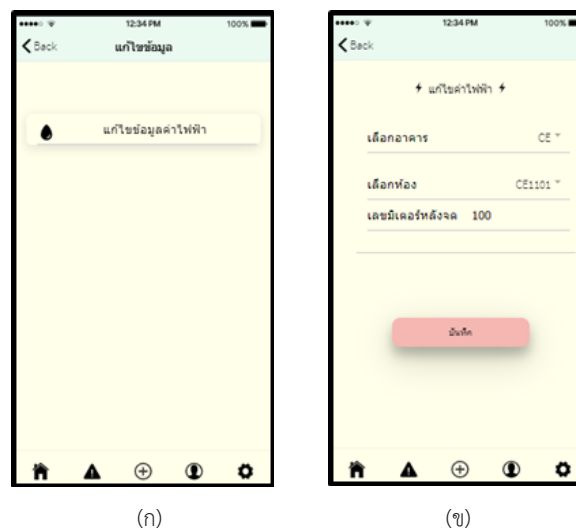 12:34 PM
100%
Back
แก้ไขข้อมูล
แก้ไขข้อมูลค่าไฟฟ้า
(ก)
12:34 PM
100%
Back
แก้ไขค่าไฟฟ้า
เลือกอาคาร CE
เลือกห้อง CE1101
เลขมิเตอร์หลังจด 100
บันทึก
(ข)